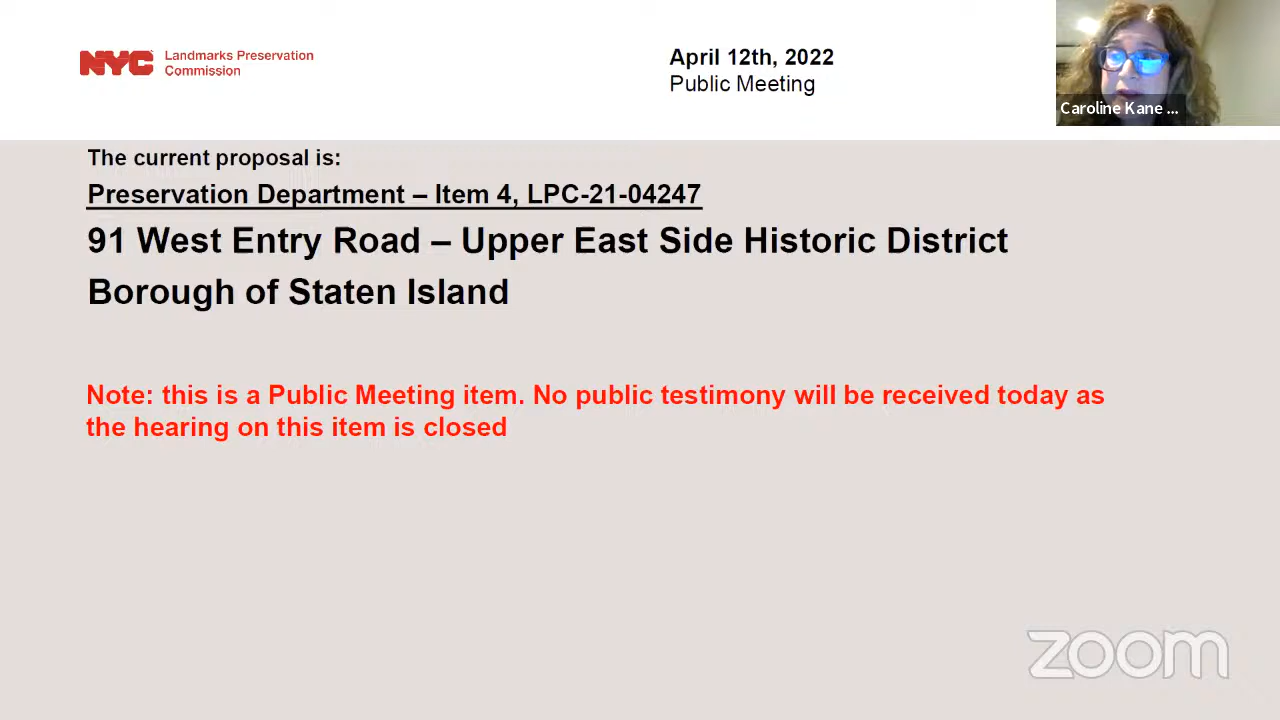 NYC Landmarks Preservation
Commission
April 12th, 2022
Public Meeting
Caroline Kane ...
The current proposal is:
Preservation Department – Item 4, LPC-21-04247
91 West Entry Road – Upper East Side Historic District
Borough of Staten Island
Note: this is a Public Meeting item. No public testimony will be received today as
the hearing on this item is closed
zoom